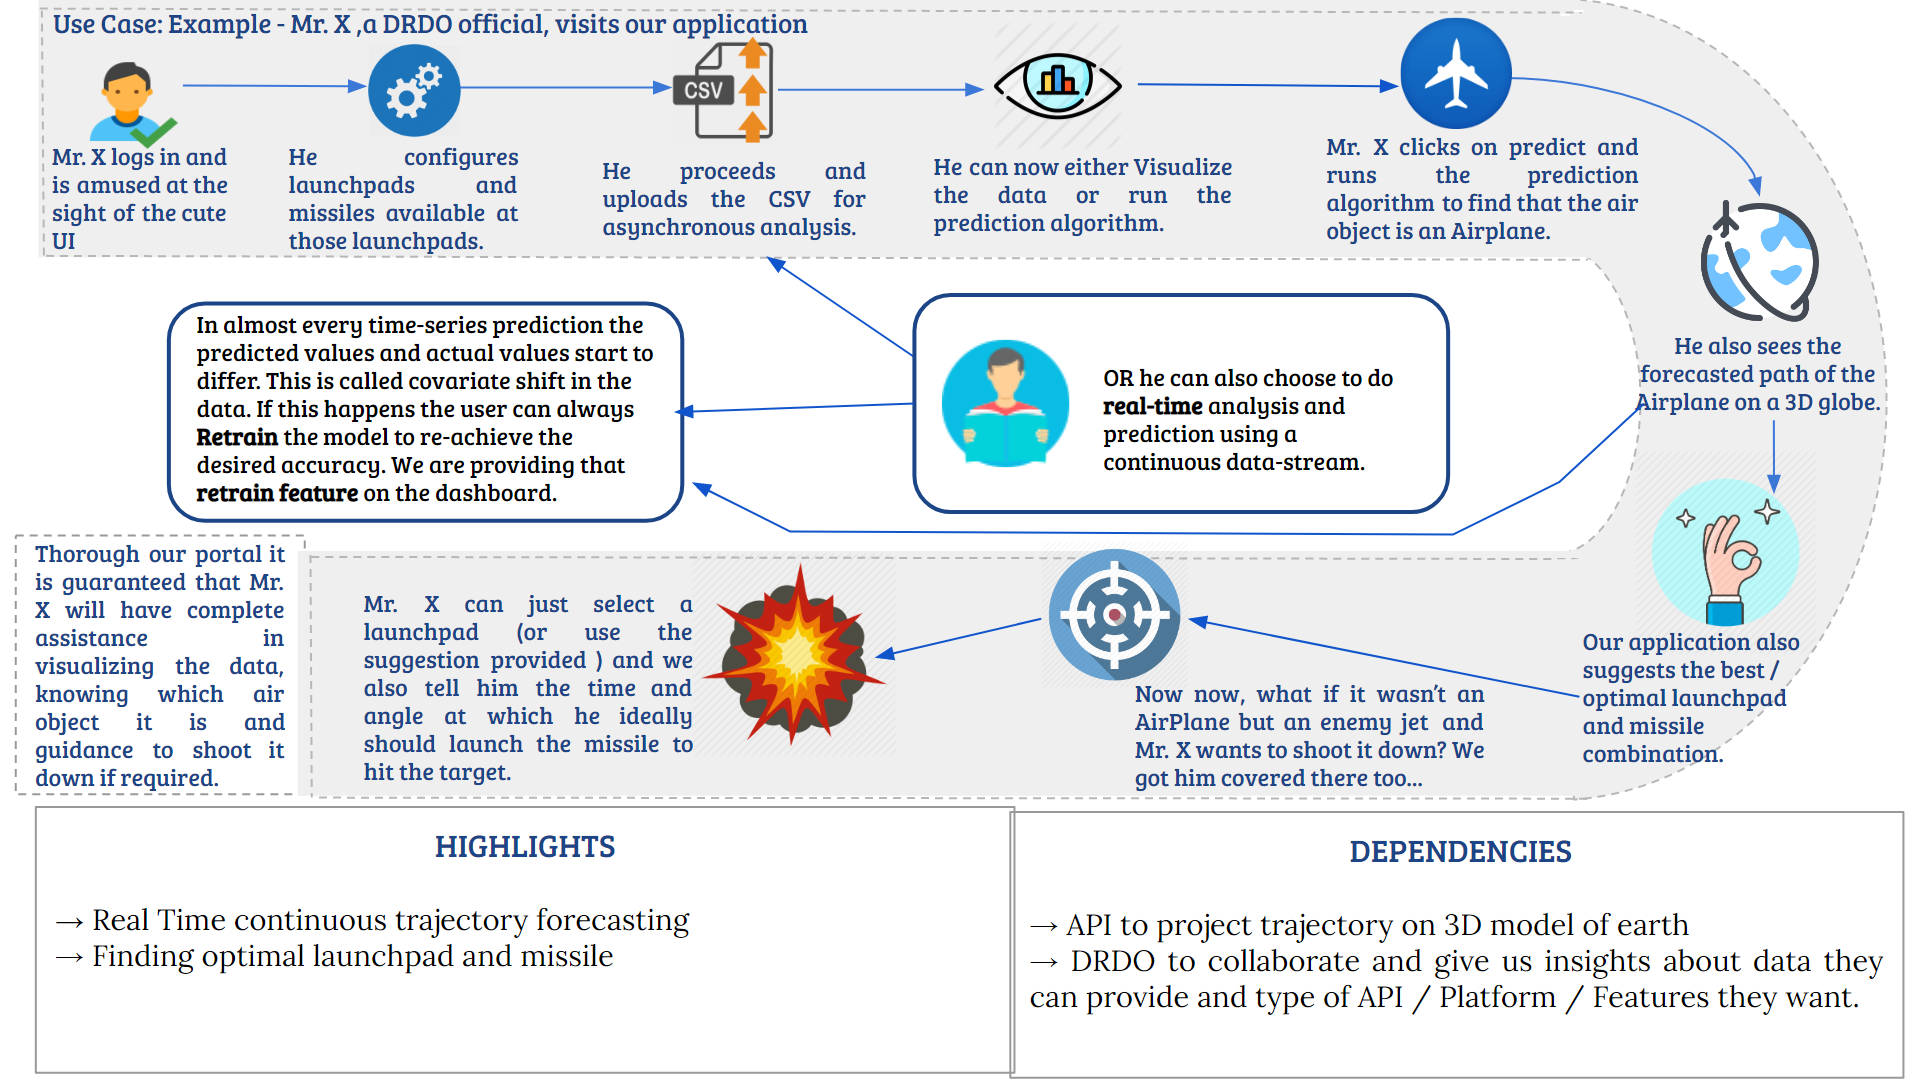 Use Case: Example - Mr. X ,a DRDO official, visits our application
CSV
Mr. X logs in and
is amused at the
sight of the cute
UI
He configures
launchpads and
missiles available at
those launchpads.
He proceeds and
uploads the CSV for
asynchronous analysis.
He can now either Visualize
the data or run the
prediction algorithm.
Mr. X clicks on predict and
runs the prediction
algorithm to find that the air
object is an Airplane.
He also sees the
forecasted path of the
Airplane on a 3D globe.
In almost every time-series prediction the
predicted values and actual values start to
differ. This is called covariate shift in the
data. If this happens the user can always
Retrain the model to re-achieve the
desired accuracy. We are providing that
retrain feature on the dashboard.
OR he can also choose to do
real-time analysis and
prediction using a
continuous data-stream.
Our application also
suggests the best /
optimal launchpad
and missile
combination.
Now now, what if it wasn't an
AirPlane but an enemy jet and
Mr. X wants to shoot it down? We
got him covered there too...
Mr. X can just select a
launchpad (or use the
suggestion provided ) and we
also tell him the time and
angle at which he ideally
should launch the missile to
hit the target.
Thorough our portal it
is guaranteed that Mr.
X will have complete
assistance in
visualizing the data,
knowing which air
object it is and
guidance to shoot it
down if required.
HIGHLIGHTS
→ Real Time continuous trajectory forecasting
→ Finding optimal launchpad and missile
DEPENDENCIES
→ API to project trajectory on 3D model of earth
→ DRDO to collaborate and give us insights about data they
can provide and type of API / Platform / Features they want.